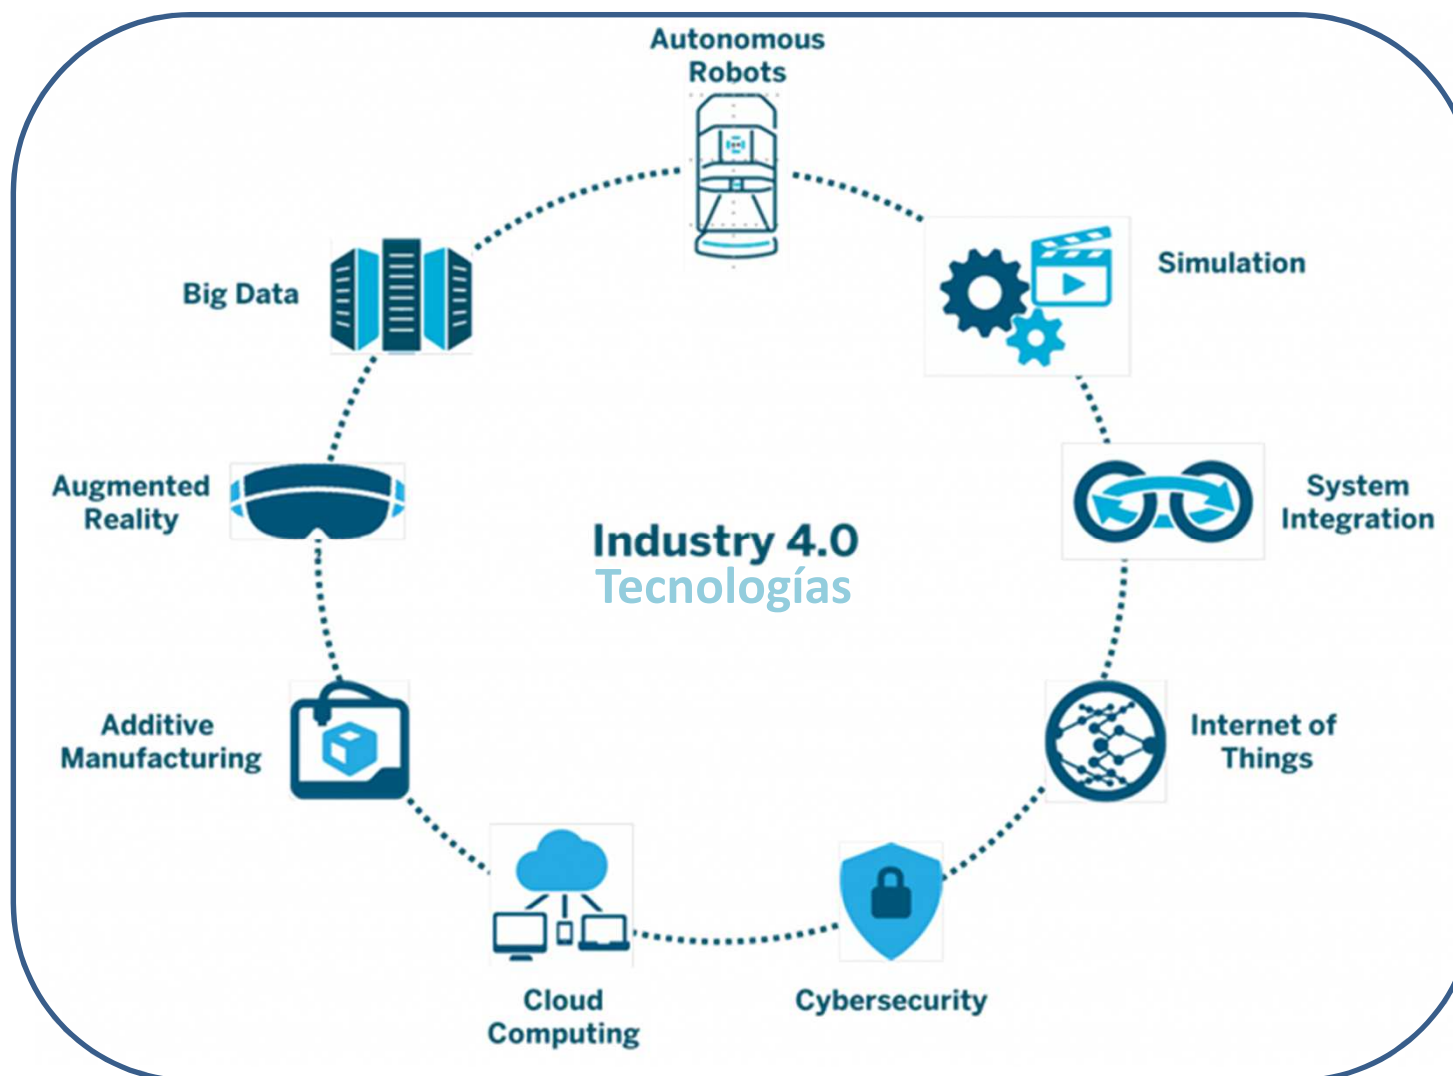 Autonomous
Robots
Simulation
Big Data
System
Integration
Augmented
Reality
Industry 4.0
Tecnologías
Internet of
Things
Additive
Manufacturing
Cloud
Computing
Cybersecurity